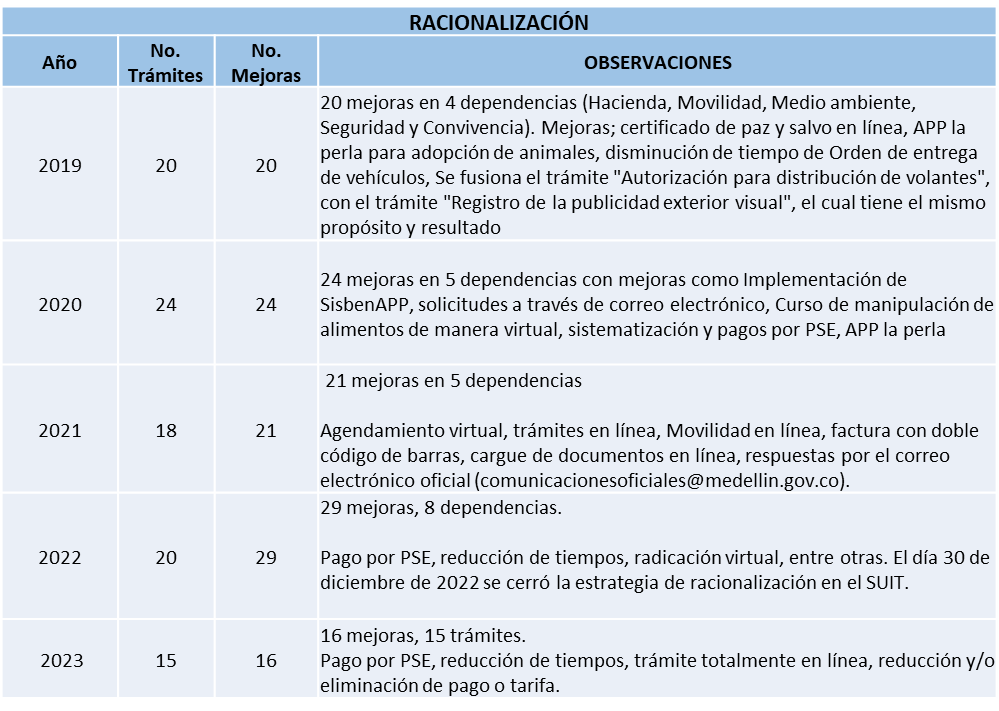 RACIONALIZACIÓN
Año
No.
Trámites
No.
Mejoras
OBSERVACIONES
2019
20
20
20 mejoras en 4 dependencias (Hacienda, Movilidad, Medio ambiente,
Seguridad y Convivencia). Mejoras; certificado de paz y salvo en línea, APP la
perla para adopción de animales, disminución de tiempo de Orden de entrega
de vehículos, Se fusiona el trámite "Autorización para distribución de volantes",
con el trámite "Registro de la publicidad exterior visual", el cual tiene el mismo
propósito y resultado
2020
24
24
24 mejoras en 5 dependencias con mejoras como Implementación de
SisbenAPP, solicitudes a través de correo electrónico, Curso de manipulación de
alimentos de manera virtual, sistematización y pagos por PSE, APP la perla
2021
18
21
21 mejoras en 5 dependencias
Agendamiento virtual, trámites en línea, Movilidad en línea, factura con doble
código de barras, cargue de documentos en línea, respuestas por el correo
electrónico oficial (comunicacionesoficiales@medellin.gov.co).
2022
20
29
29 mejoras, 8 dependencias.
Pago por PSE, reducción de tiempos, radicación virtual, entre otras. El día 30 de
diciembre de 2022 se cerró la estrategia de racionalización en el SUIT.
2023
15
16
16 mejoras, 15 trámites.
Pago por PSE, reducción de tiempos, trámite totalmente en línea, reducción y/o
eliminación de pago o tarifa.